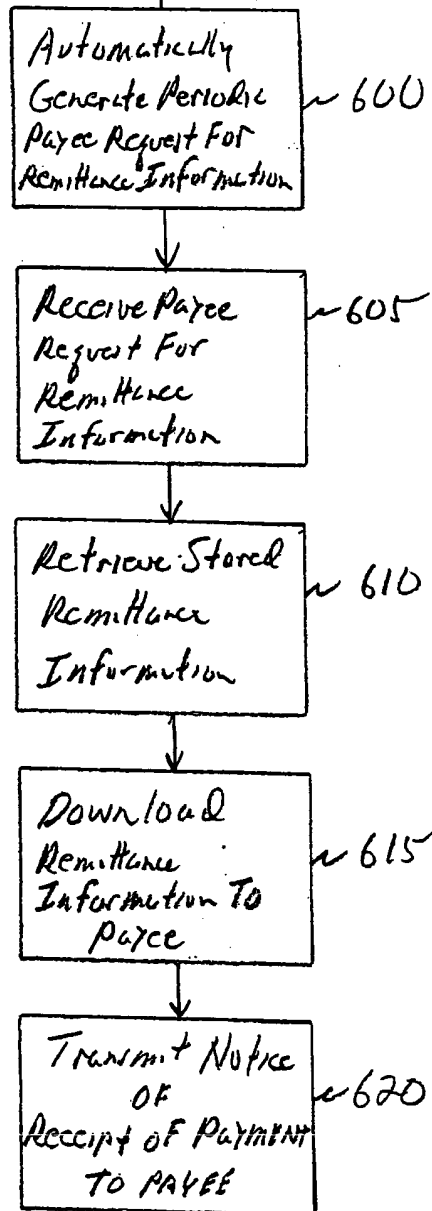 Automatically
Generate Periodic 600
Payee Request For
Remittance Information
Receive Payee 605
Request For
Remittance
Information
Retrieve Stored
Remittance 610
Information
Download
Remittance 615
Information To
Payee
Transmit Notice
OF 620
Receipt OF PAYMENT
TO PAYEE